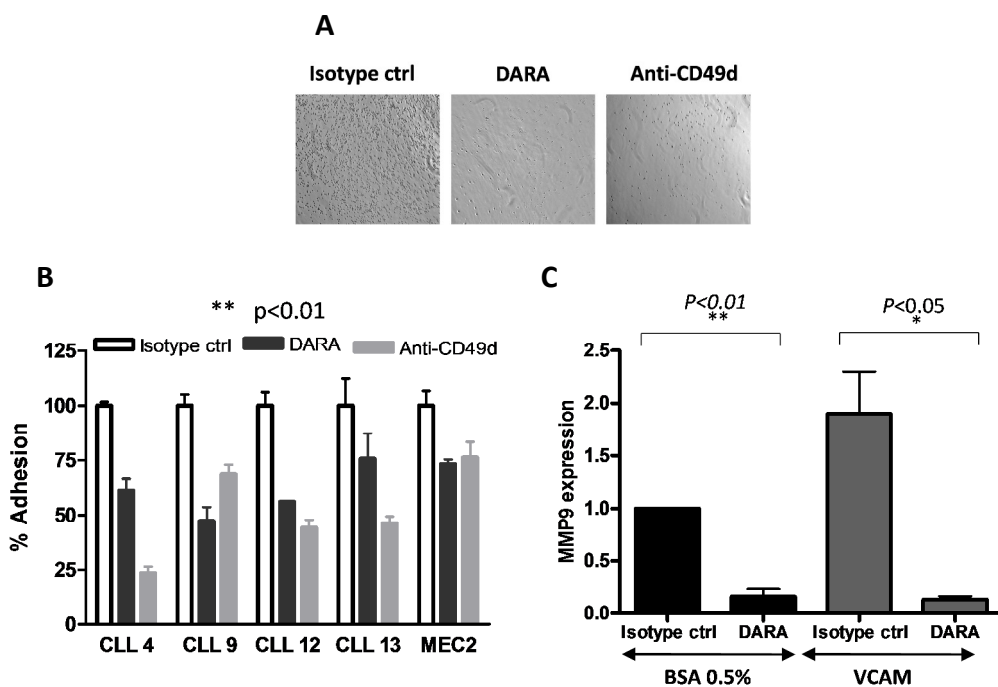 A
Isotype ctrl DARA Anti-CD49d
B
** p<0.01
Isotype ctrl DARA Anti-CD49d
125
100
75
50
25
0
% Adhesion
CLL 4 CLL 9 CLL 12 CLL 13 MEC2
C
P<0.01 P<0.05
** *
2.5
2.0
1.5
1.0
0.5
0.0
MMP9 expression
Isotype ctrl DARA Isotype ctrl DARA
BSA 0.5% VCAM